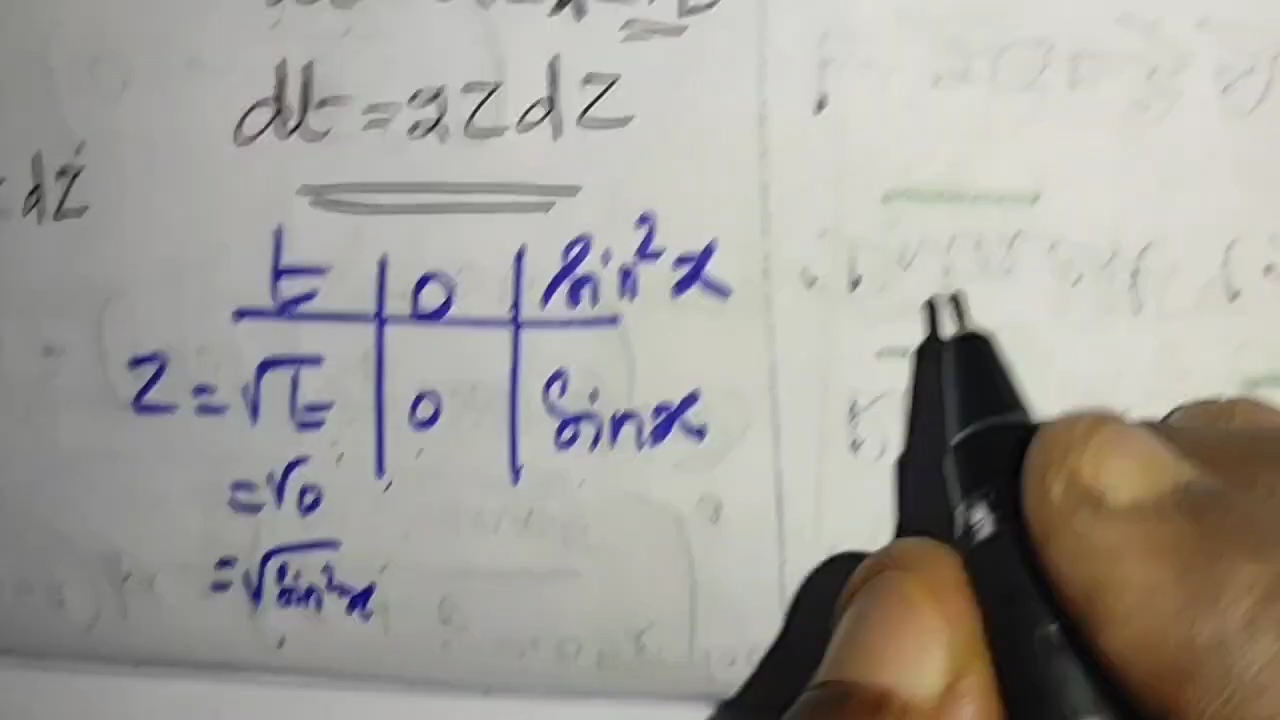 dt = 2ZdZ
dZ
t 0 sin²x
Z = √t 0 sinx
= √0
= √sin²x